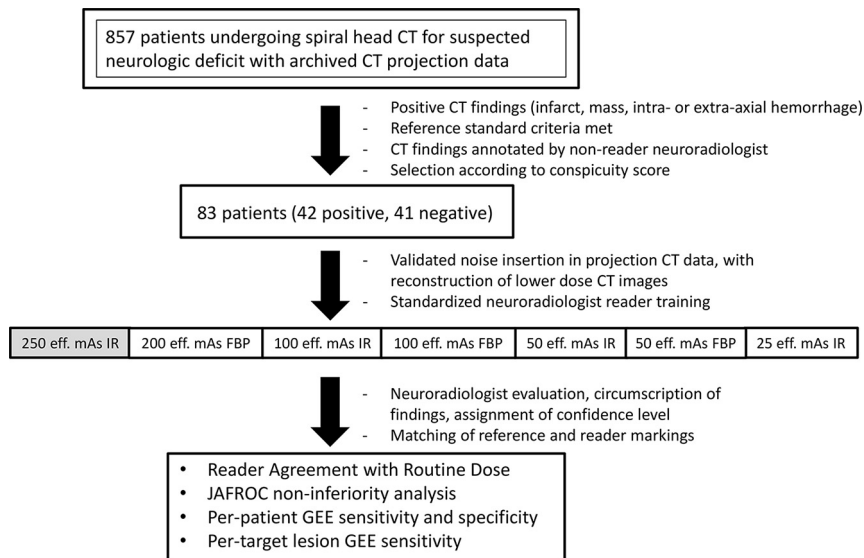 857 patients undergoing spiral head CT for suspected
neurologic deficit with archived CT projection data
- Positive CT findings (infarct, mass, intra- or extra-axial hemorrhage)
- Reference standard criteria met
- CT findings annotated by non-reader neuroradiologist
- Selection according to conspicuity score
83 patients (42 positive, 41 negative)
- Validated noise insertion in projection CT data, with
reconstruction of lower dose CT images
- Standardized neuroradiologist reader training
250 eff. mAs IR 200 eff. mAs FBP 100 eff. mAs IR 100 eff. mAs FBP 50 eff. mAs IR 50 eff. mAs FBP 25 eff. mAs IR
- Neuroradiologist evaluation, circumscription of
findings, assignment of confidence level
- Matching of reference and reader markings
• Reader Agreement with Routine Dose
• JAFROC non-inferiority analysis
• Per-patient GEE sensitivity and specificity
• Per-target lesion GEE sensitivity